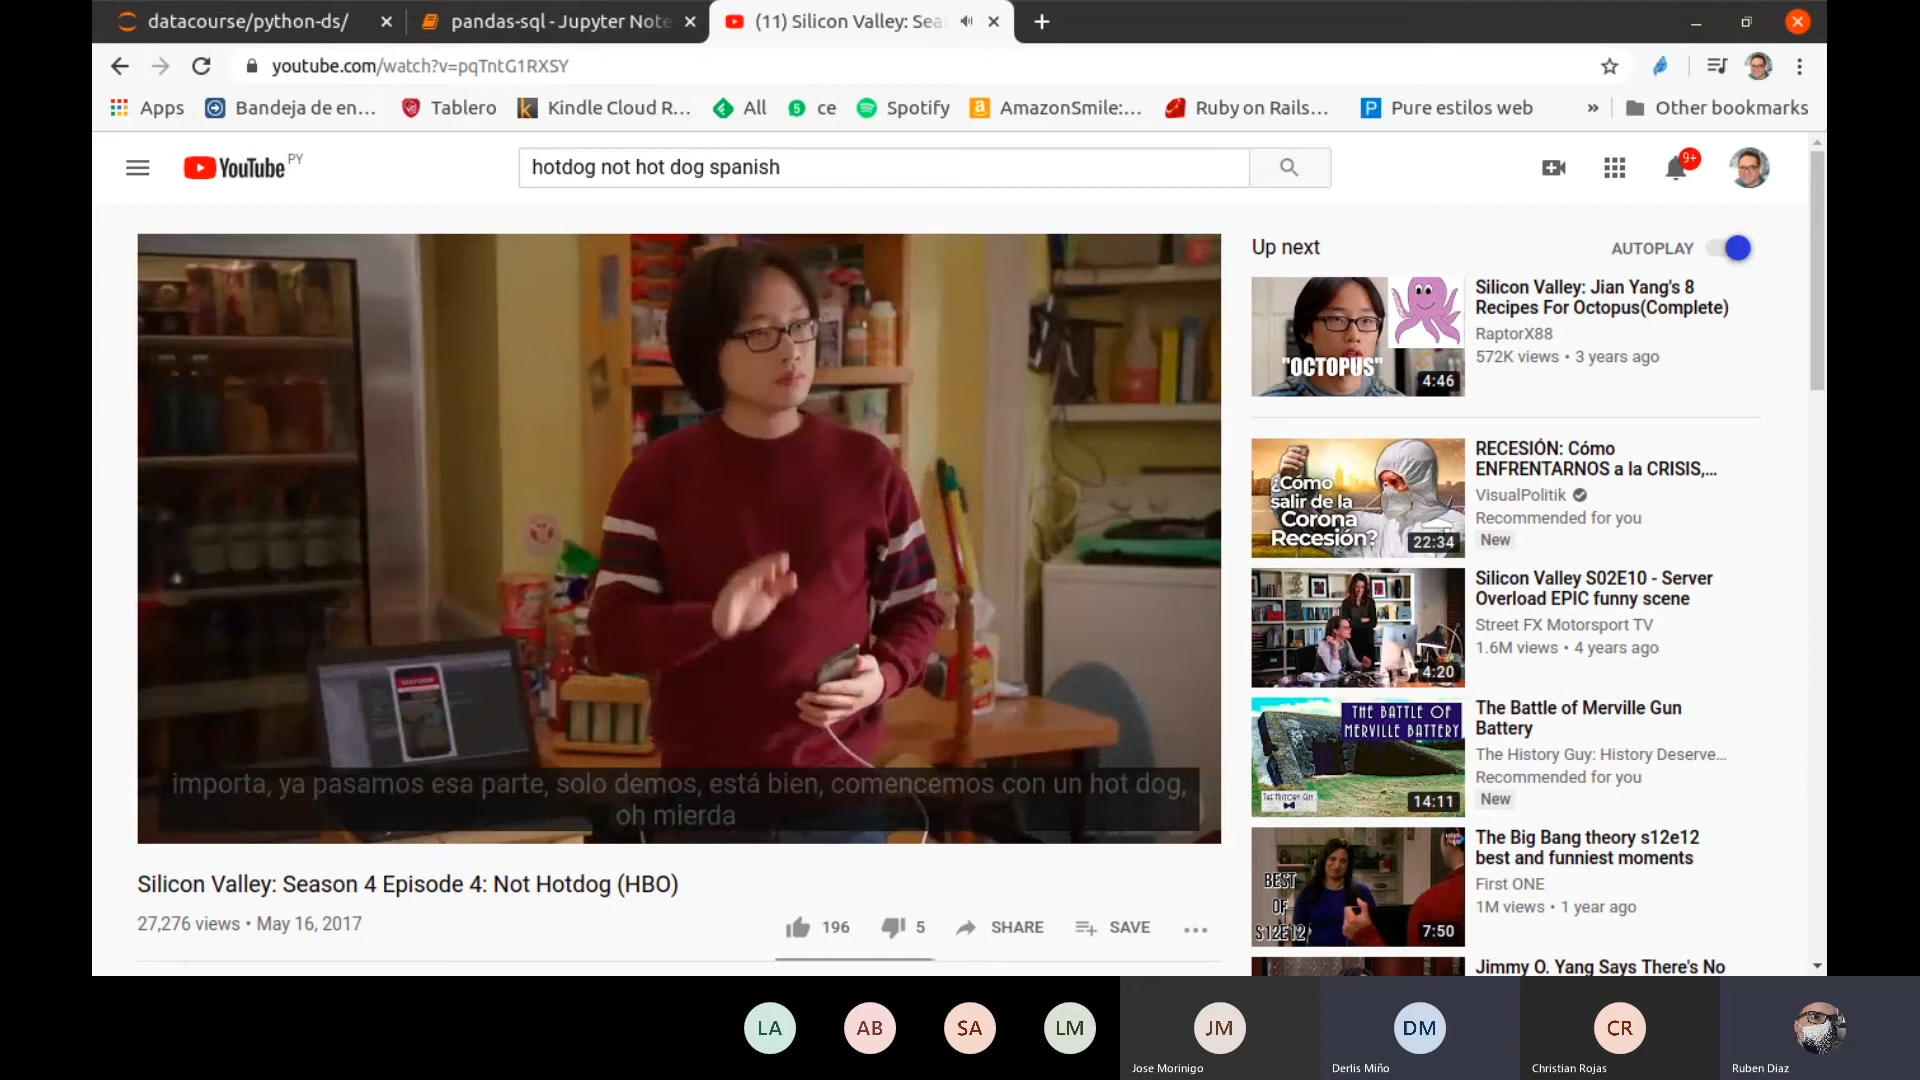 datacourse/python-ds/
pandas-sql - Jupyter Note
(11) Silicon Valley: Sea
youtube.com/watch?v=pqTntG1RXSY
Apps
Bandeja de en...
Tablero
Kindle Cloud R...
All
ce
Spotify
AmazonSmile:...
Ruby on Rails...
Pure estilos web
»
Other bookmarks
YouTube PY
hotdog not hot dog spanish
9+
importa, ya pasamos esa parte, solo demos, está bien, comencemos con un hot dog,
oh mierda
Silicon Valley: Season 4 Episode 4: Not Hotdog (HBO)
27,276 views • May 16, 2017
196
5
SHARE
SAVE
Up next
AUTOPLAY
"OCTOPUS"
4:46
Silicon Valley: Jian Yang's 8
Recipes For Octopus(Complete)
RaptorX88
572K views • 3 years ago
¿Cómo
salir de la
Corona
Recesión?
22:34
RECESIÓN: Cómo
ENFRENTARNOS a la CRISIS,...
VisualPolitik
Recommended for you
New
4:20
Silicon Valley S02E10 - Server
Overload EPIC funny scene
Street FX Motorsport TV
1.6M views • 4 years ago
THE BATTLE OF
MERVILLE BATTERY
THE HISTORY GUY
14:11
The Battle of Merville Gun
Battery
The History Guy: History Deserve...
Recommended for you
New
BEST
OF
S12E12
7:50
The Big Bang theory s12e12
best and funniest moments
First ONE
1M views • 1 year ago
Jimmy O. Yang Says There's No
LA
AB
SA
LM
JM
Jose Morinigo
DM
Derlis Miño
CR
Christian Rojas
Ruben Diaz